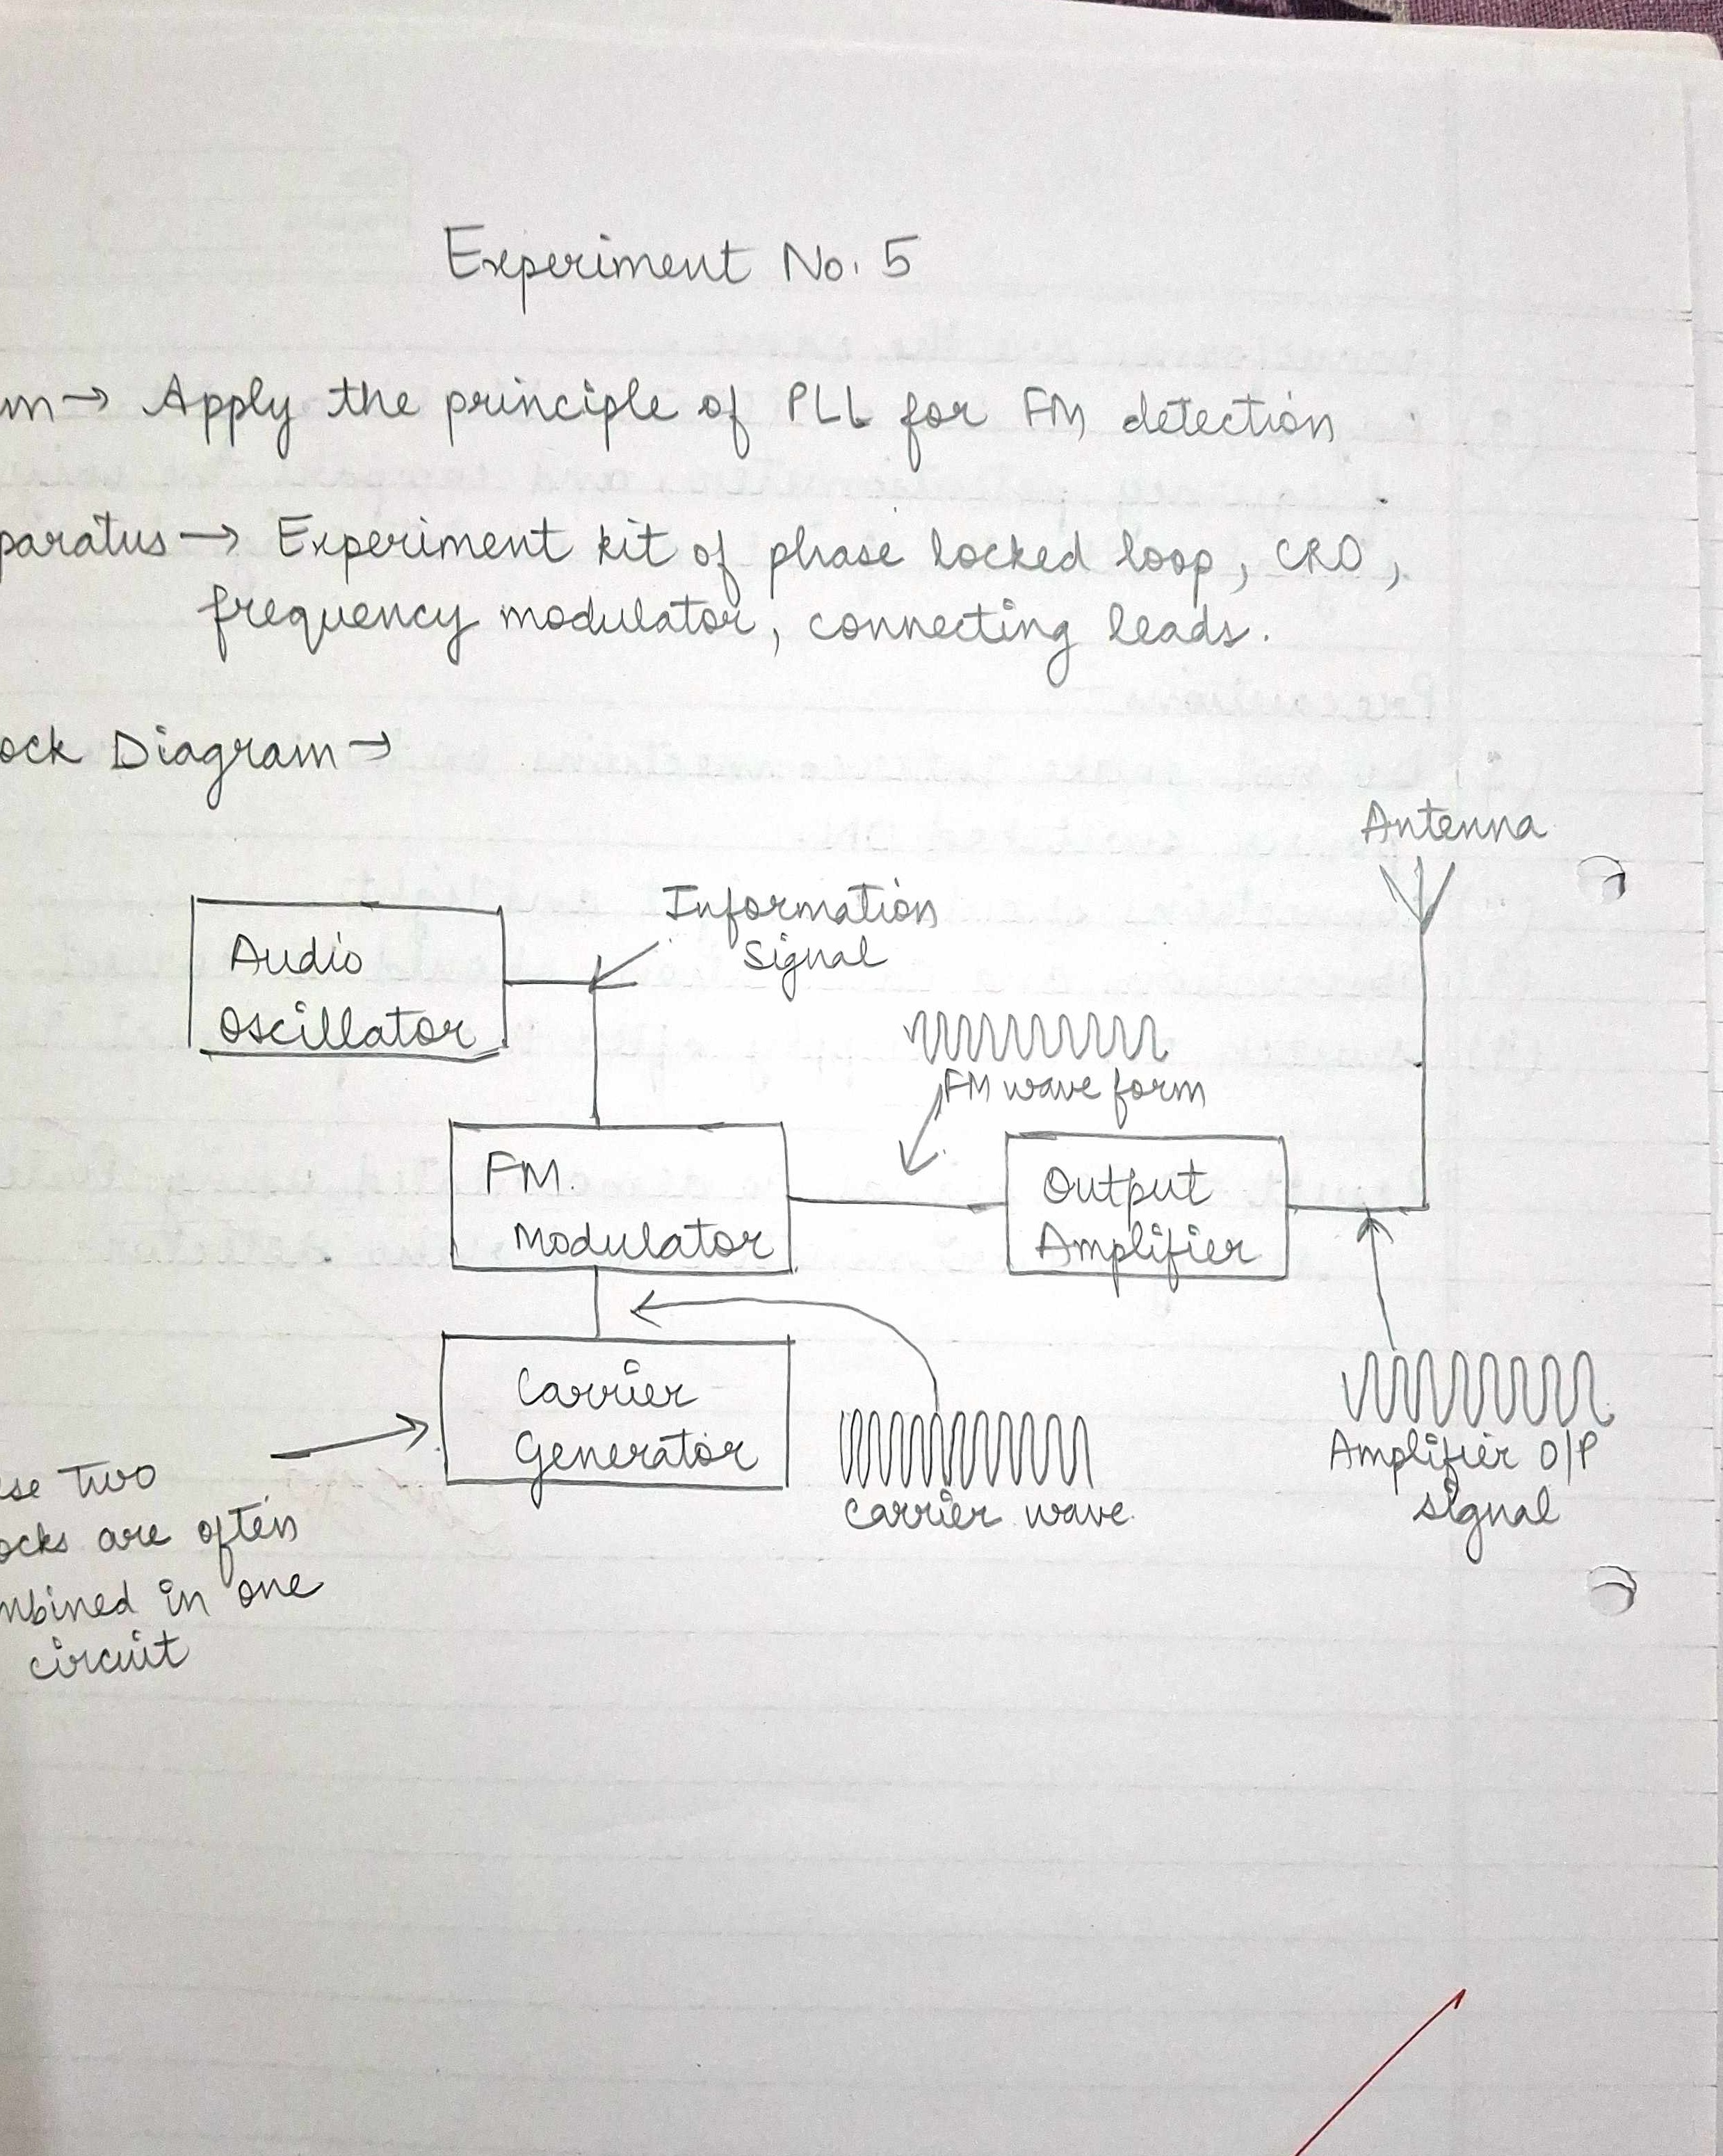 Experiment No. 5
m → Apply the principle of PLL for FM detection
paratus → Experiment kit of phase locked loop, CRO,
frequency modulator, connecting leads.
ock Diagram →
Antenna
Information
Signal
Audio
Oscillator
FM wave form
FM.
Modulator
Output
Amplifier
Carrier
Generator
carrier wave
Amplifier O/P
signal
se two
ocks are often
mbined in one
circuit